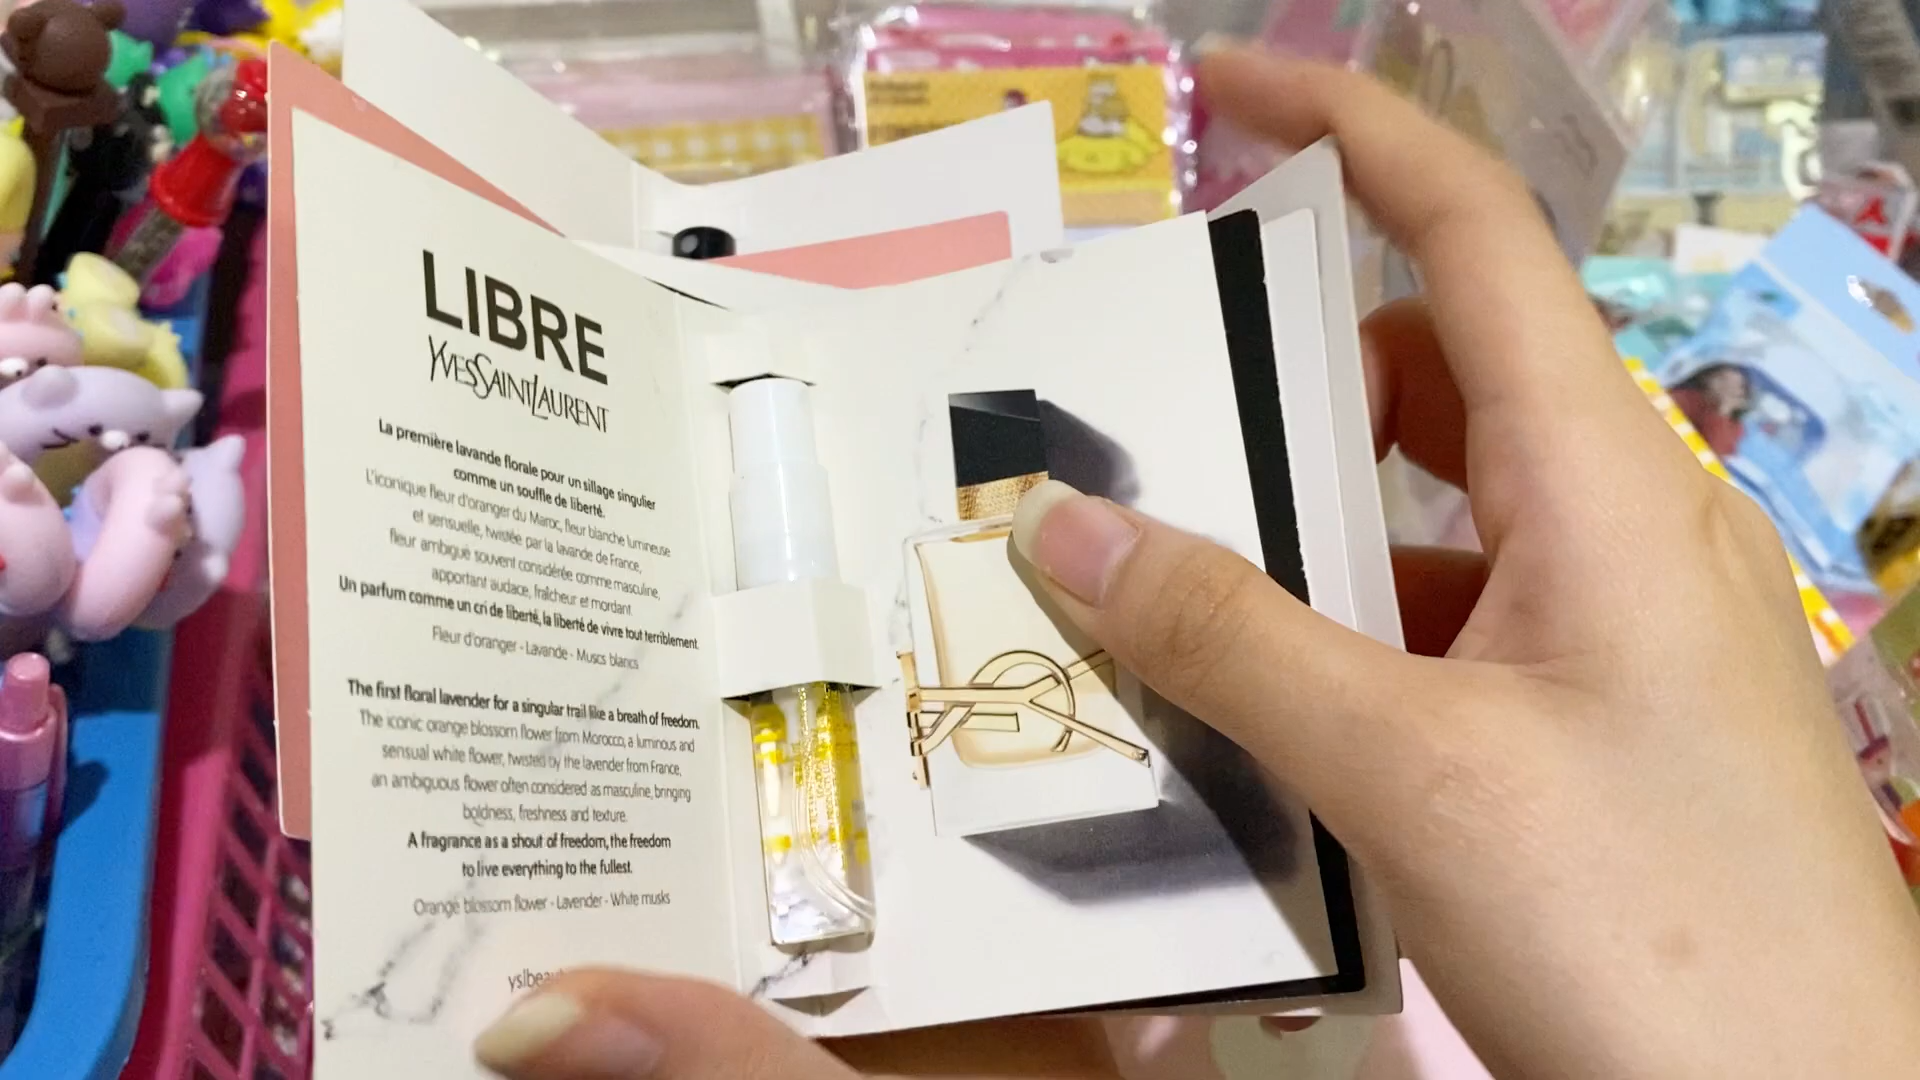 LIBRE
YVESSAINTLAURENT
La première lavande florale pour un sillage singulier
comme un souffle de liberté.
L'iconique fleur d'oranger du Maroc, fleur blanche lumineuse
et sensuelle, twistée par la lavande de France,
fleur ambiguë souvent considérée comme masculine,
apportant audace, fraîcheur et mordant.
Un parfum comme un cri de liberté, la liberté de vivre tout terriblement.
Fleur d'oranger - Lavande - Muscs blancs
The first floral lavender for a singular trail like a breath of freedom.
The iconic orange blossom flower from Morocco, a luminous and
sensual white flower, twisted by the lavender from France,
an ambiguous flower often considered as masculine, bringing
boldness, freshness and texture.
A fragrance as a shout of freedom, the freedom
to live everything to the fullest.
Orange blossom flower - Lavender - White musks
YSL